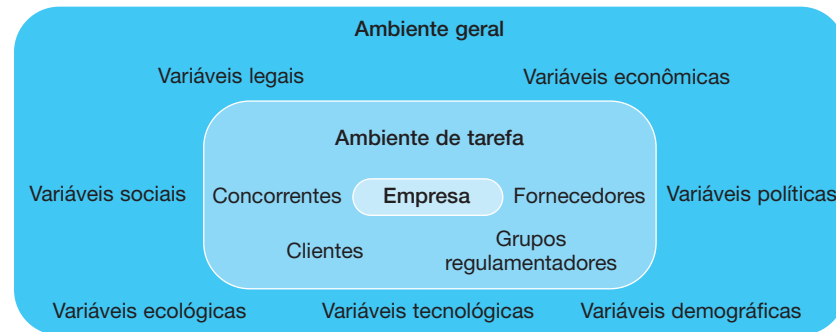 Ambiente geral
Variáveis legais
Variáveis econômicas
Ambiente de tarefa
Variáveis sociais
Concorrentes
Empresa
Fornecedores
Variáveis políticas
Clientes
Grupos
regulamentadores
Variáveis ecológicas
Variáveis tecnológicas
Variáveis demográficas